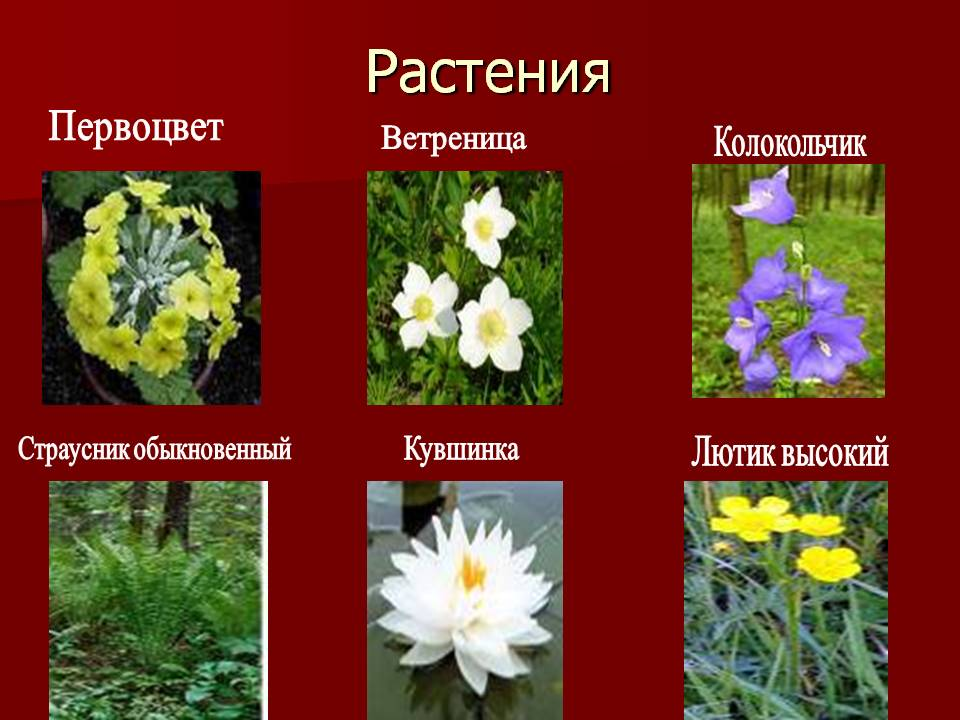 Растения
Первоцвет
Ветреница
Колокольчик
Страусник обыкновенный
Кувшинка
Лютик высокий